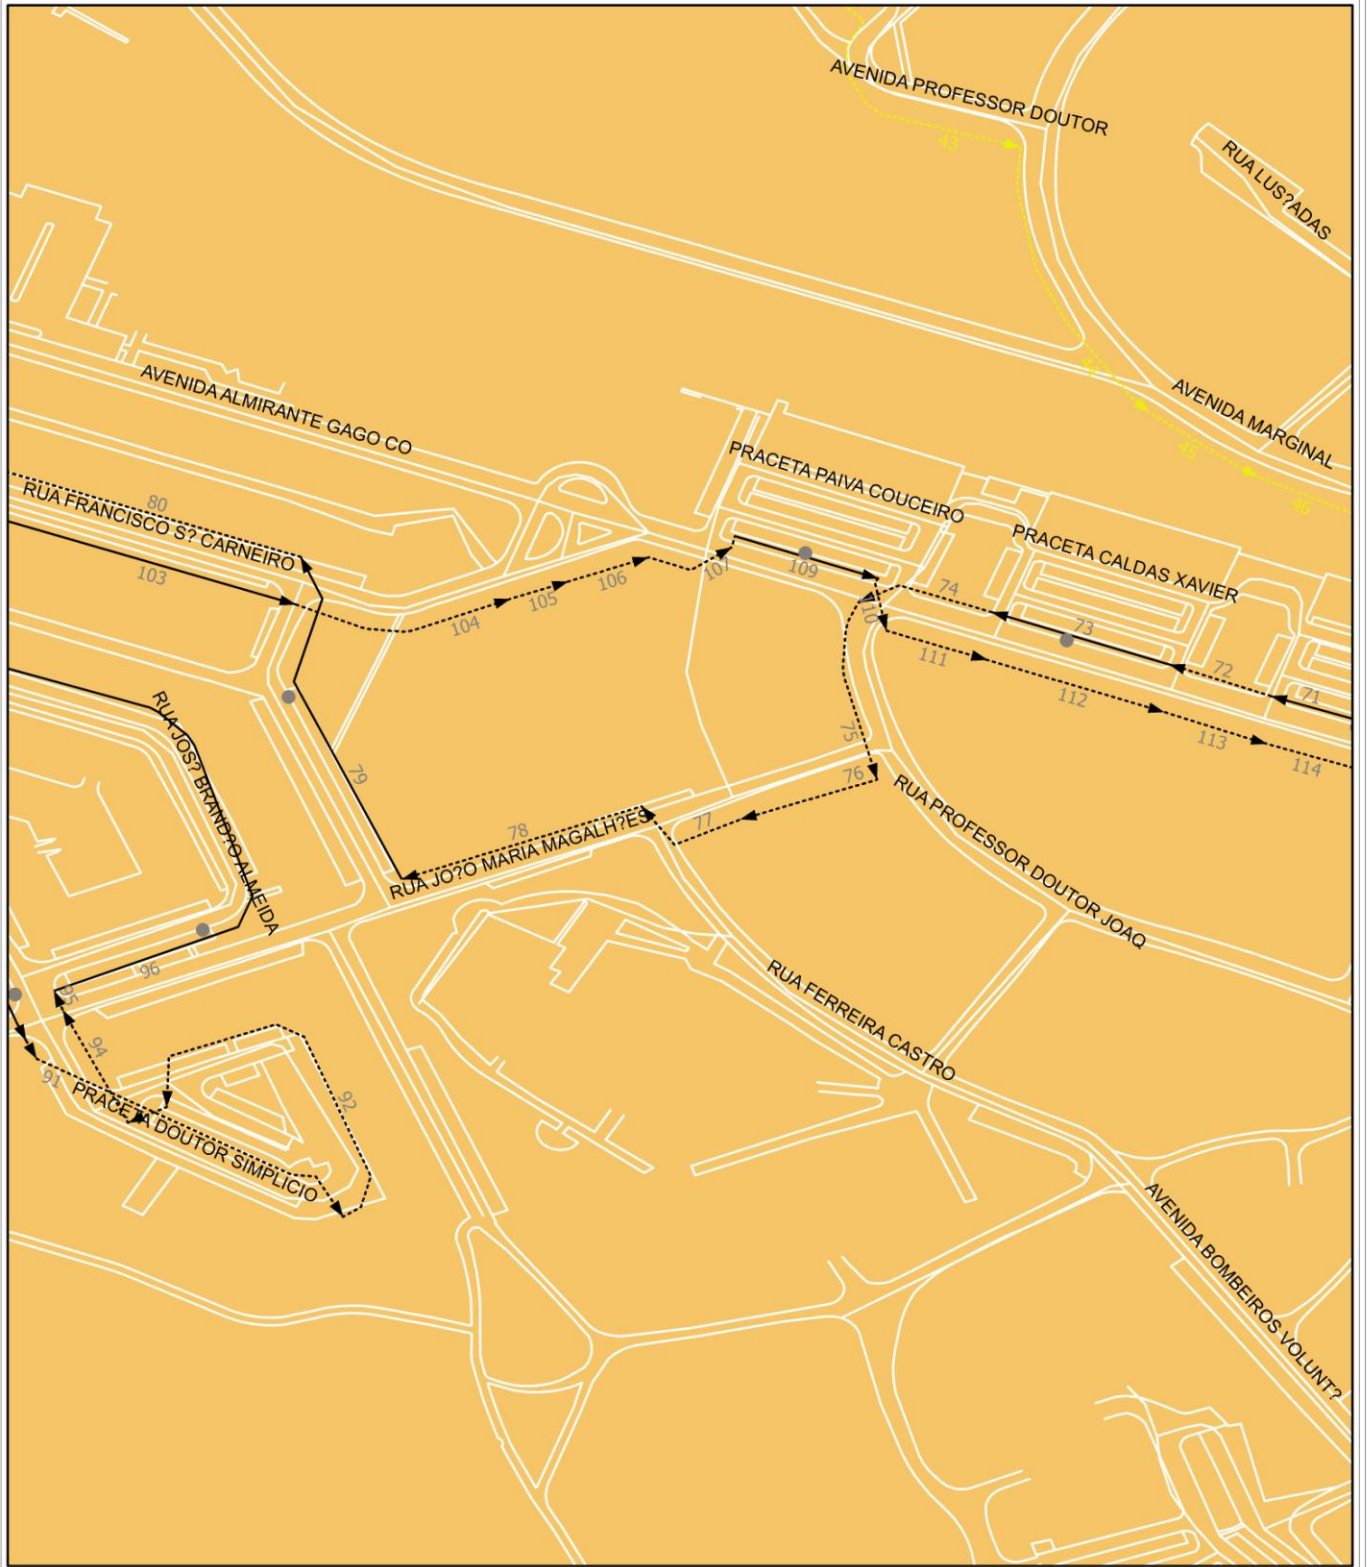 AVENIDA PROFESSOR DOUTOR
43
RUA LUS?ADAS
44
AVENIDA MARGINAL
45
46
AVENIDA ALMIRANTE GAGO CO
PRACETA PAIVA COUCEIRO
80
RUA FRANCISCO S? CARNEIRO
PRACETA CALDAS XAVIER
103
104
105
106
107
109
110
74
73
72
71
111
112
113
114
RUA JOS? BRAND?O ALMEIDA
79
75
76
77
78
RUA JO?O MARIA MAGALH?ES
RUA PROFESSOR DOUTOR JOAQ
96
95
94
91
92
PRACETA DOUTOR SIMPLICIO
RUA FERREIRA CASTRO
AVENIDA BOMBEIROS VOLUNT?